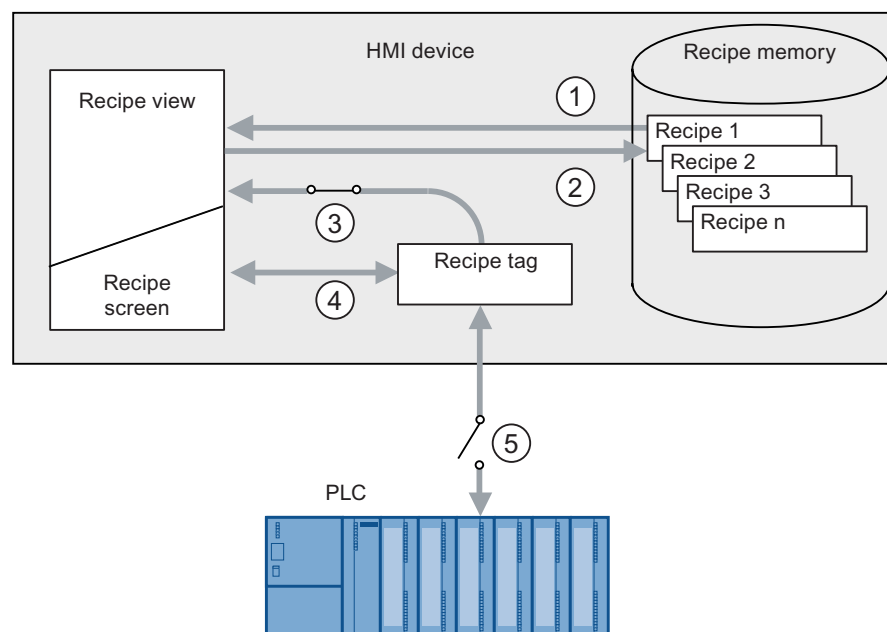 HMI device
Recipe memory
Recipe view
1
Recipe 1
2
Recipe 2
3
Recipe 3
Recipe n
Recipe tag
4
Recipe
screen
5
PLC